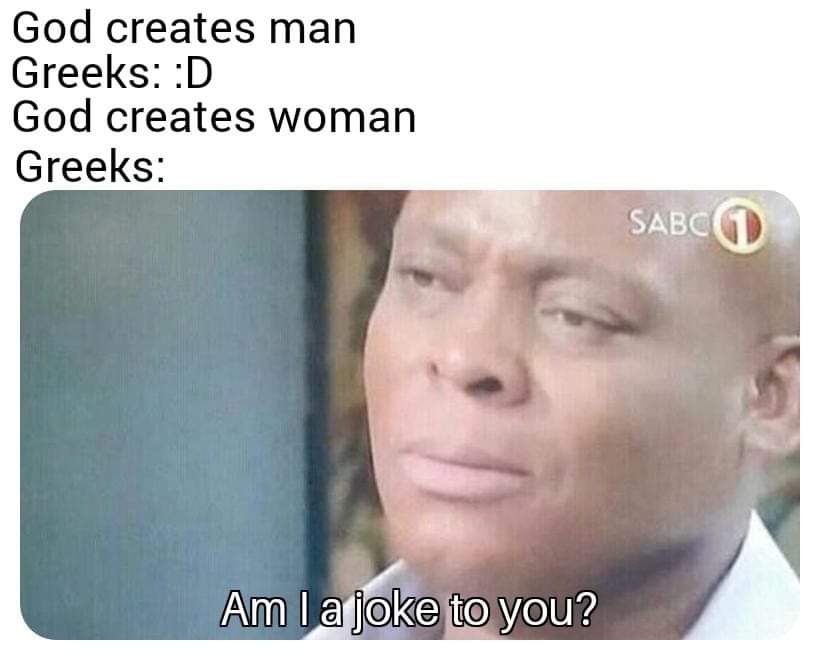 God creates man
Greeks: :D
God creates woman
Greeks:
SABC 1
Am I a joke to you?